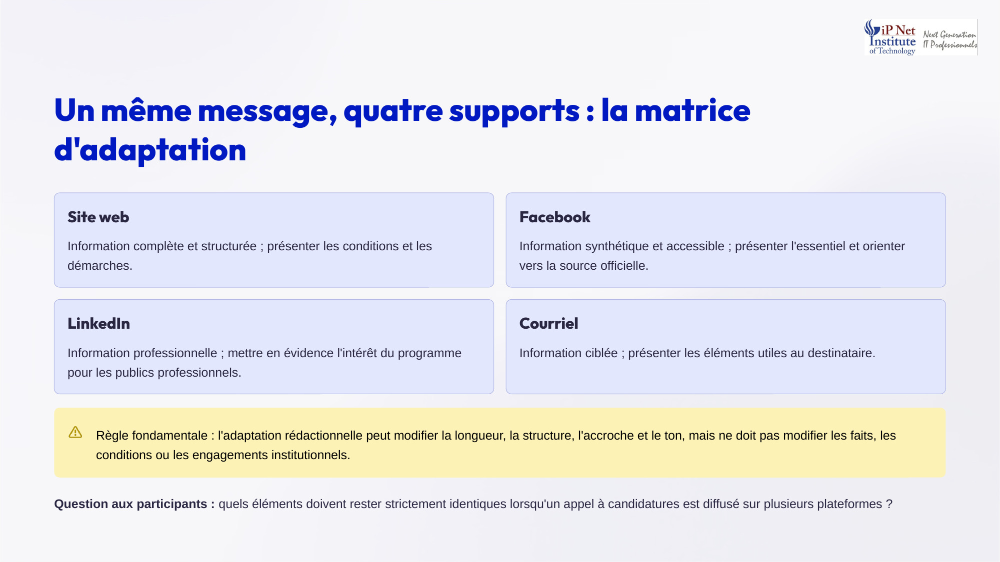 iP Net
Institute
of Technology
Next Generation
IT Professionnels
Un même message, quatre supports : la matrice
d'adaptation
Site web
Information complète et structurée ; présenter les conditions et les
démarches.
Facebook
Information synthétique et accessible ; présenter l'essentiel et orienter
vers la source officielle.
LinkedIn
Information professionnelle ; mettre en évidence l'intérêt du programme
pour les publics professionnels.
Courriel
Information ciblée ; présenter les éléments utiles au destinataire.
Règle fondamentale : l'adaptation rédactionnelle peut modifier la longueur, la structure, l'accroche et le ton, mais ne doit pas modifier les faits, les
conditions ou les engagements institutionnels.
Question aux participants : quels éléments doivent rester strictement identiques lorsqu'un appel à candidatures est diffusé sur plusieurs plateformes ?